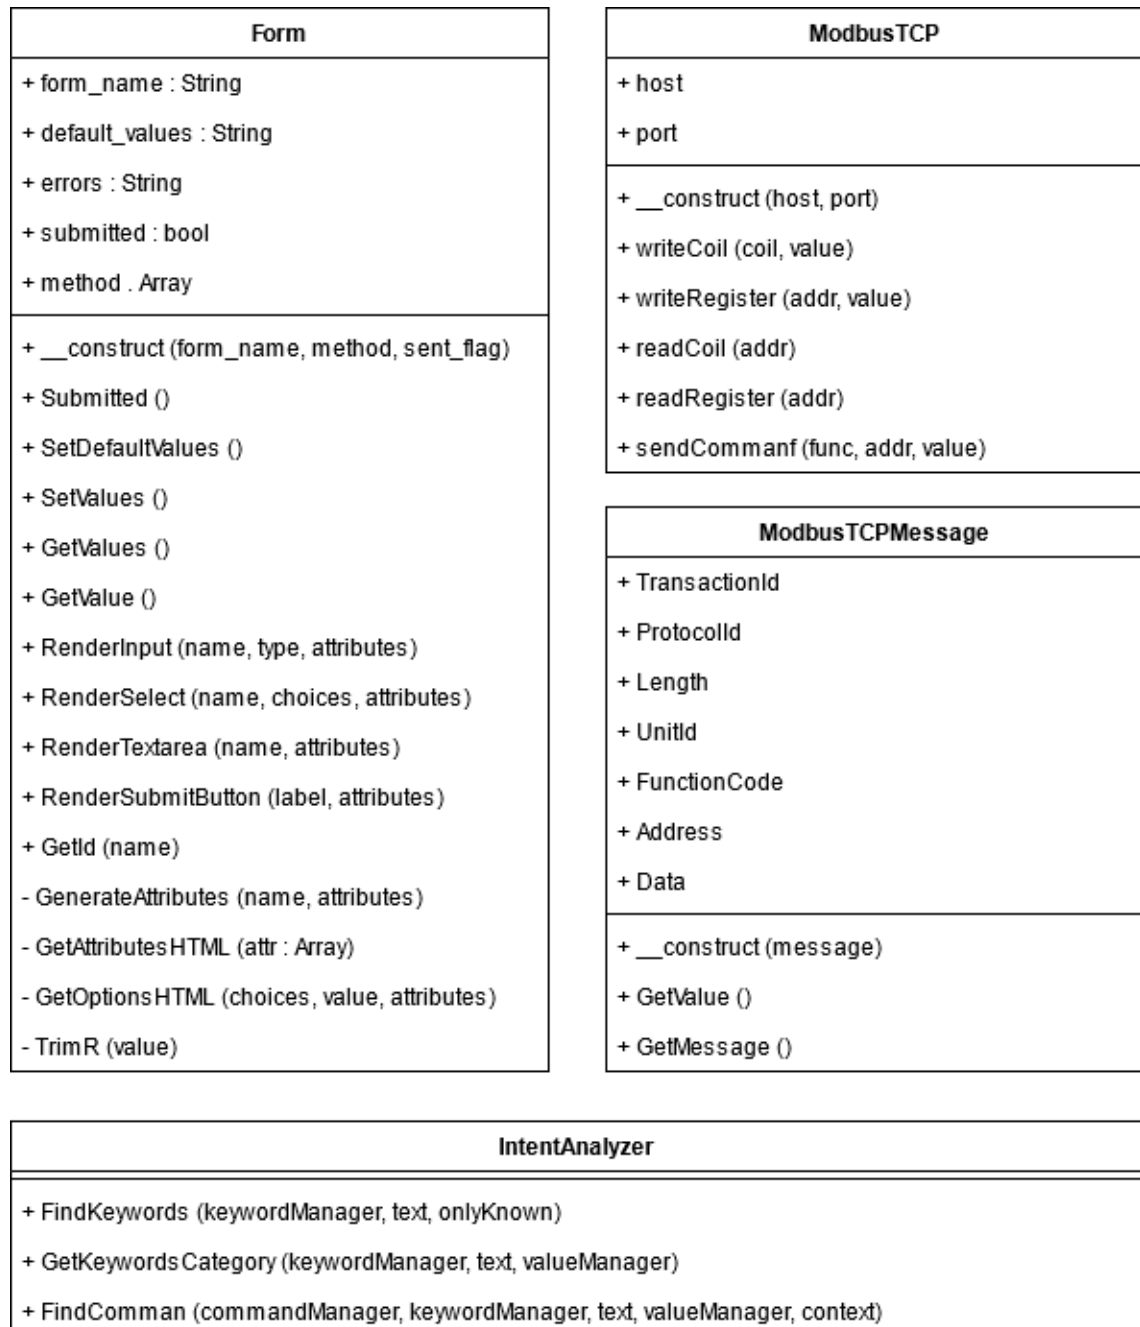 Form
+ form_name : String
+ default_values : String
+ errors : String
+ submitted : bool
+ method . Array
+ __construct (form_name, method, sent_flag)
+ Submitted ()
+ SetDefaultValues ()
+ SetValues ()
+ GetValues ()
+ GetValue ()
+ RenderInput (name, type, attributes)
+ RenderSelect (name, choices, attributes)
+ RenderTextarea (name, attributes)
+ RenderSubmitButton (label, attributes)
+ GetId (name)
- GenerateAttributes (name, attributes)
- GetAttributesHTML (attr : Array)
- GetOptionsHTML (choices, value, attributes)
- TrimR (value)
ModbusTCP
+ host
+ port
+ __construct (host, port)
+ writeCoil (coil, value)
+ writeRegister (addr, value)
+ readCoil (addr)
+ readRegister (addr)
+ sendCommanf (func, addr, value)
ModbusTCPMessage
+ TransactionId
+ ProtocolId
+ Length
+ UnitId
+ FunctionCode
+ Address
+ Data
+ __construct (message)
+ GetValue ()
+ GetMessage ()
IntentAnalyzer
+ FindKeywords (keywordManager, text, onlyKnown)
+ GetKeywordsCategory (keywordManager, text, valueManager)
+ FindComman (commandManager, keywordManager, text, valueManager, context)